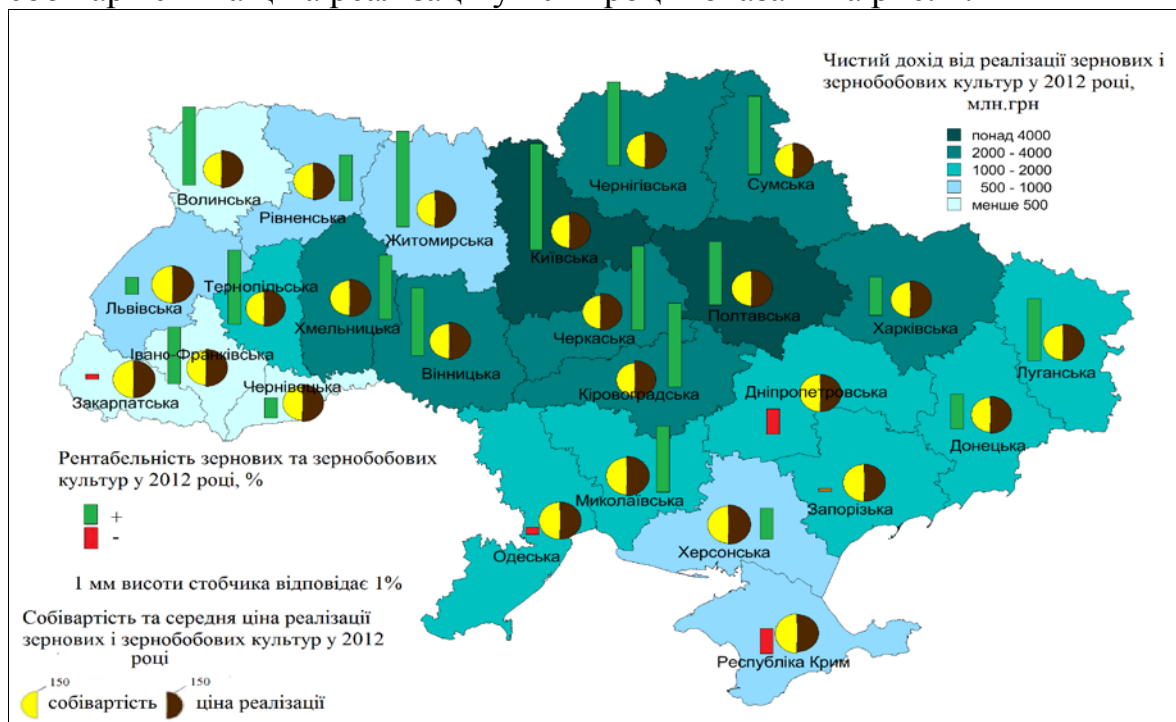 Чистий дохід від реалізації зернових і
зернобобових культур у 2012 році,
млн.грн
понад 4000
2000 - 4000
1000 - 2000
500 - 1000
менше 500
Волинська
Рівненська
Житомирська
Чернігівська
Сумська
Київська
Львівська
Тернопільська
Хмельницька
Вінницька
Черкаська
Полтавська
Харківська
Луганська
Івано-Франківська
Закарпатська
Чернівецька
Кіровоградська
Дніпропетровська
Донецька
Миколаївська
Запорізька
Одеська
Херсонська
Республіка Крим
Рентабельність зернових та зернобобових
культур у 2012 році, %
+
-
1 мм висоти стобчика відповідає 1%
Собівартість та середня ціна реалізації
зернових і зернобобових культур у 2012
році
150 150
собівартість ціна реалізації